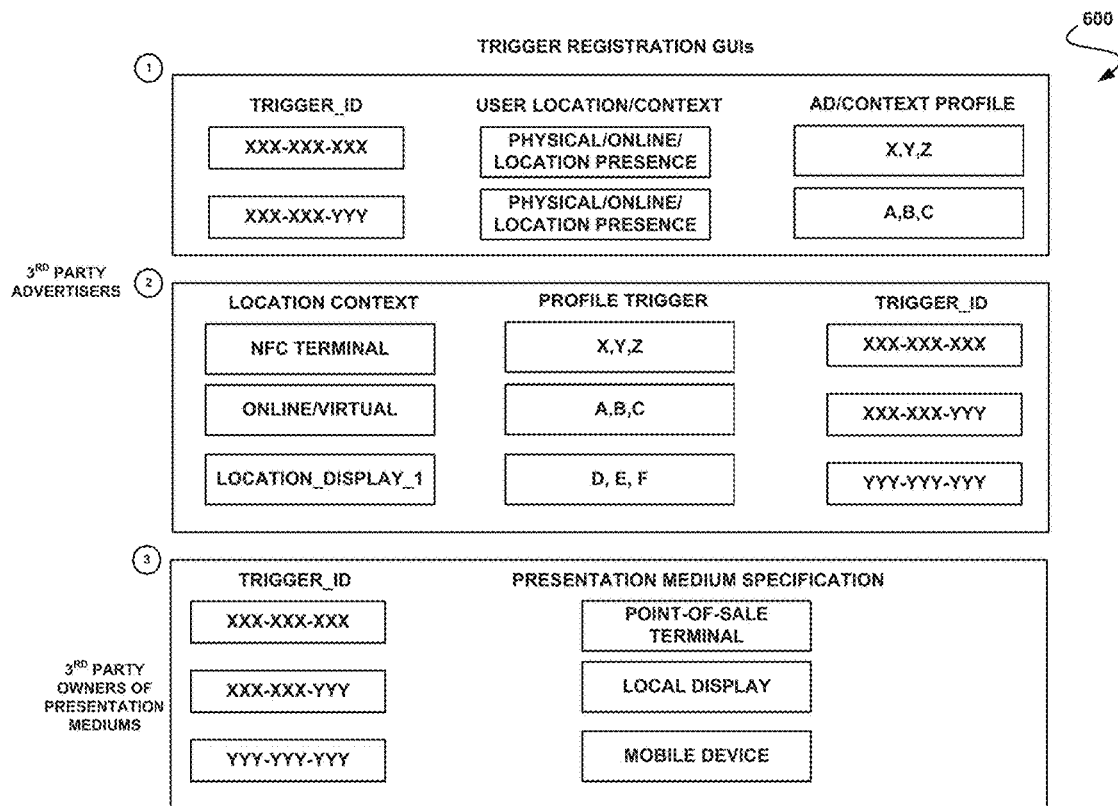 600
TRIGGER REGISTRATION GUIs
1
TRIGGER_ID
USER LOCATION/CONTEXT
AD/CONTEXT PROFILE
XXX-XXX-XXX
PHYSICAL/ONLINE/
LOCATION PRESENCE
X,Y,Z
XXX-XXX-YYY
PHYSICAL/ONLINE/
LOCATION PRESENCE
A,B,C
3RD PARTY
ADVERTISERS
2
LOCATION CONTEXT
PROFILE TRIGGER
TRIGGER_ID
NFC TERMINAL
X,Y,Z
XXX-XXX-XXX
ONLINE/VIRTUAL
A,B,C
XXX-XXX-YYY
LOCATION_DISPLAY_1
D, E, F
YYY-YYY-YYY
3
TRIGGER_ID
PRESENTATION MEDIUM SPECIFICATION
XXX-XXX-XXX
POINT-OF-SALE
TERMINAL
3RD PARTY
OWNERS OF
PRESENTATION
MEDIUMS
XXX-XXX-YYY
LOCAL DISPLAY
YYY-YYY-YYY
MOBILE DEVICE